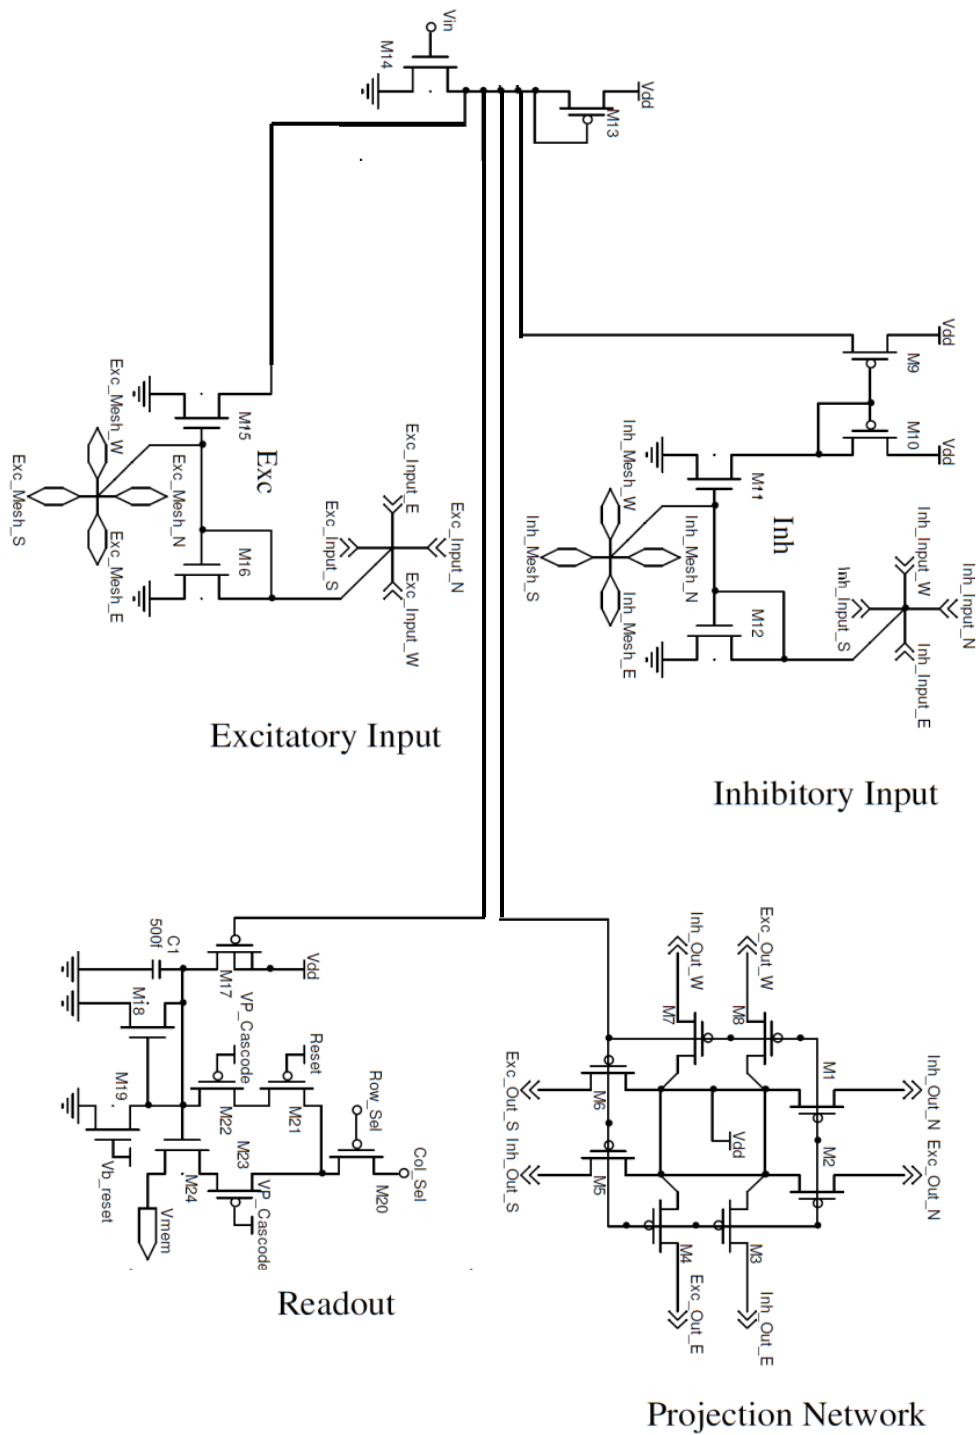 Vin
M14
Vdd
M13
Vdd
M9
M10
Vdd
M11
Inh
Inh_Mesh_W
Inh_Mesh_N
Inh_Mesh_S
Inh_Mesh_E
M12
Inh_Input_W
Inh_Input_N
Inh_Input_S
Inh_Input_E
Inhibitory Input
Exc_Mesh_W
M15
Exc
Exc_Mesh_N
Exc_Mesh_S
Exc_Mesh_E
M16
Exc_Input_E
Exc_Input_N
Exc_Input_S
Exc_Input_W
Excitatory Input
C1
500f
M17
Vdd
M18
VP_Cascode
Reset
M19
M22
M21
Row_Sel
Col_Sel
M20
M23
M24
VP_Cascode
Vb_reset
Vmem
Readout
Inh_Out_W
Exc_Out_W
M7
M8
M6
M1
Exc_Out_S
Inh_Out_N
Vdd
M5
M2
Inh_Out_S
Exc_Out_N
M4
M3
Exc_Out_E
Inh_Out_E
Projection Network